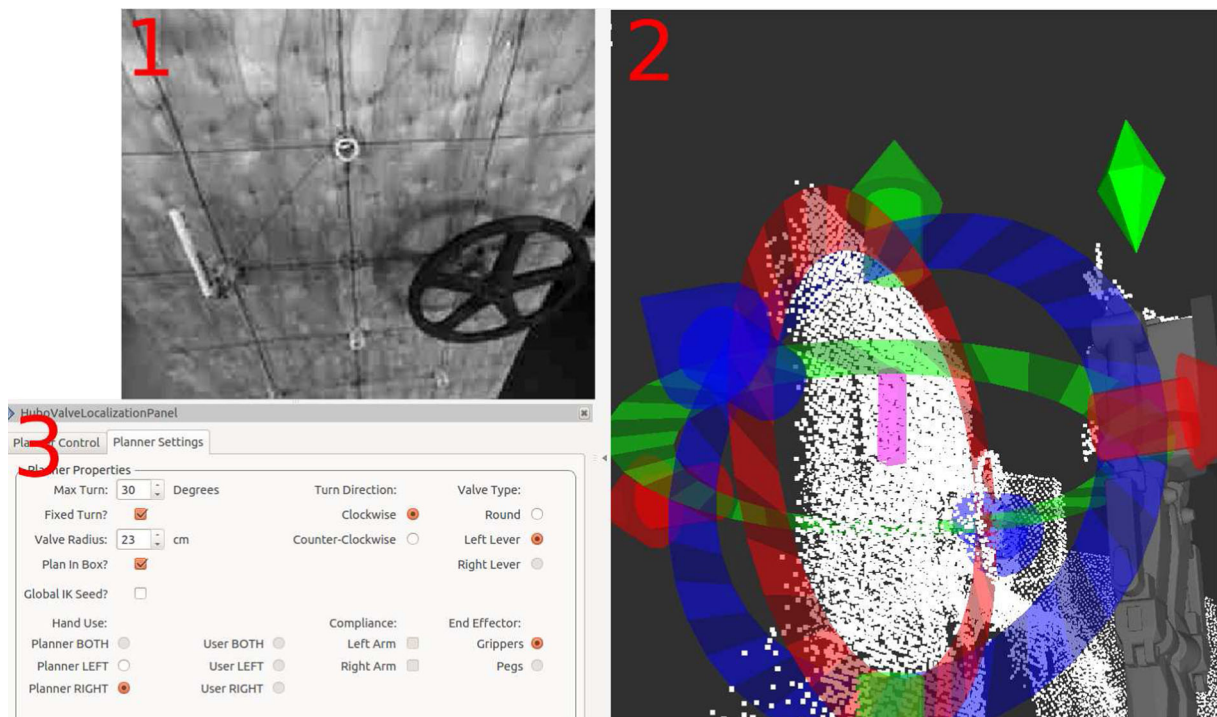 1
2
HuboValveLocalizationPanel
3
Planner Control Planner Settings
Planner Properties
Max Turn: 30 Degrees Turn Direction: Valve Type:
Fixed Turn? Clockwise Round
Valve Radius: 23 cm Counter-Clockwise Left Lever
Plan In Box? Right Lever
Global IK Seed?
Hand Use: Compliance: End Effector:
Planner BOTH User BOTH Left Arm Grippers
Planner LEFT User LEFT Right Arm Pegs
Planner RIGHT User RIGHT